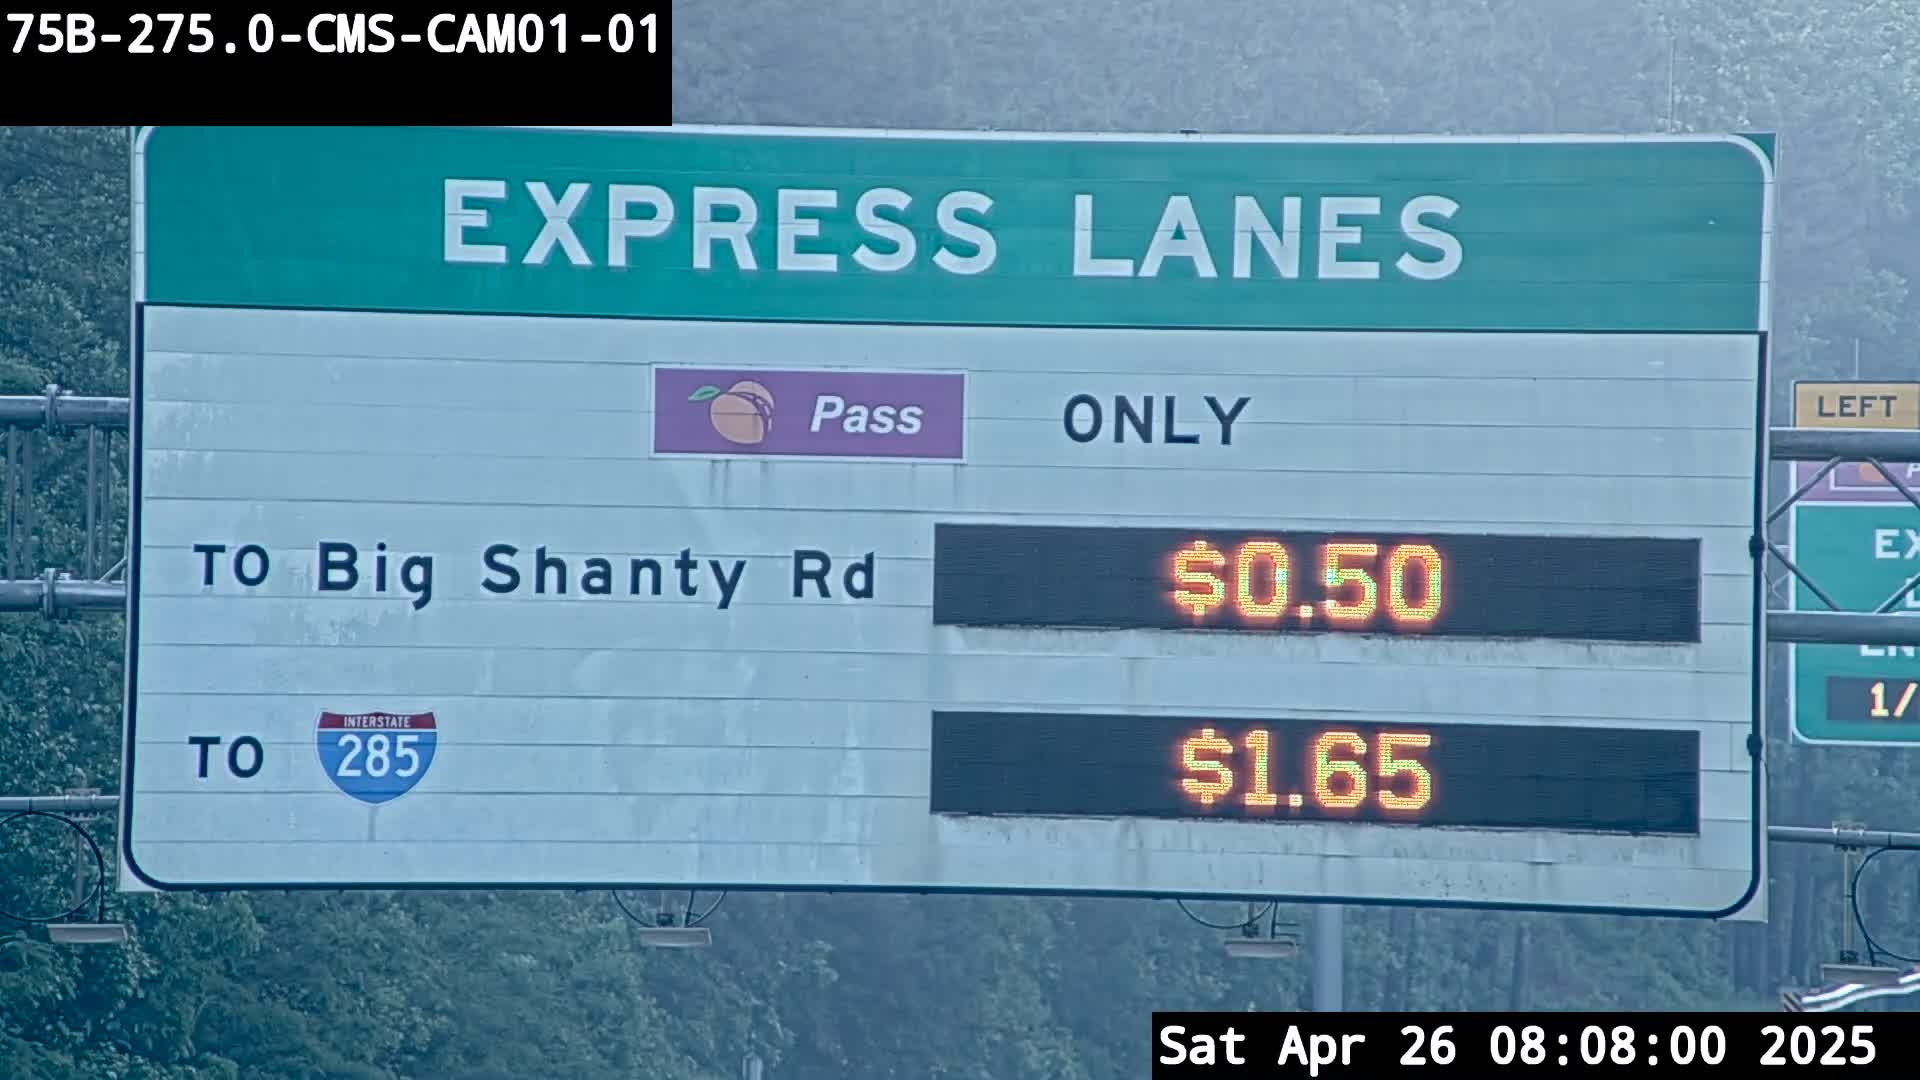 75B-275.0-CMS-CAM01-01
EXPRESS LANES
Pass ONLY
TO Big Shanty Rd $0.50
TO INTERSTATE 285 $1.65
LEFT
1/
Sat Apr 26 08:08:00 2025